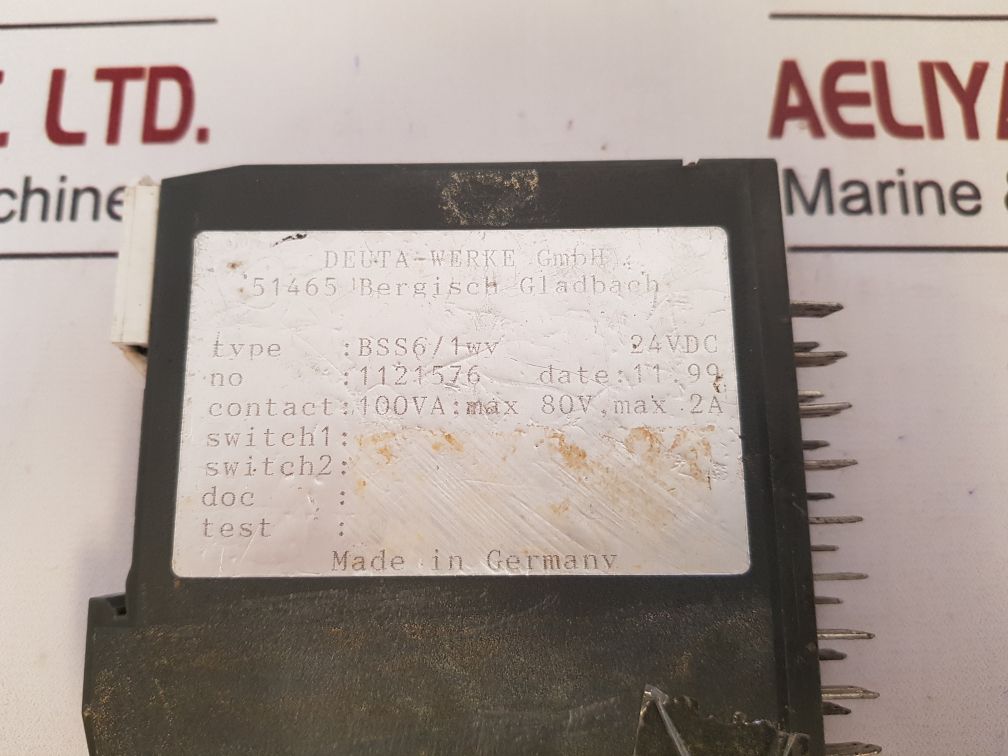 LTD.
AELIYA
Marine &
DEUTA-WERKE GmbH
51465 Bergisch Gladbach
type :BSS6/1wv 24VDC
no :1121576 date:11.99
contact:100VA:max 80V,max 2A
switch1:
switch2:
doc :
test :
Made in Germany